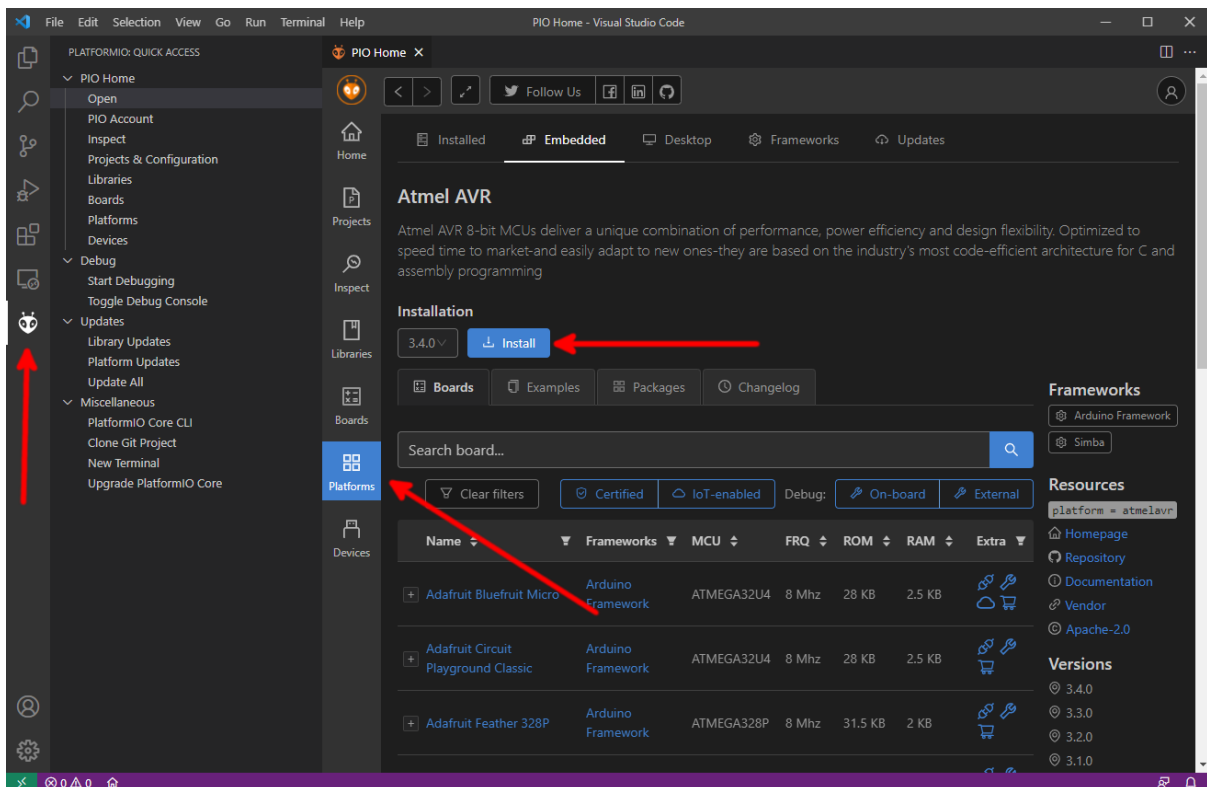 File Edit Selection View Go Run Terminal Help
PIO Home - Visual Studio Code
PLATFORMIO: QUICK ACCESS
PIO Home
Open
PIO Account
Inspect
Projects & Configuration
Libraries
Boards
Platforms
Devices
Debug
Start Debugging
Toggle Debug Console
Updates
Library Updates
Platform Updates
Update All
Miscellaneous
PlatformIO Core CLI
Clone Git Project
New Terminal
Upgrade PlatformIO Core
PIO Home
Follow Us
Home
Projects
Inspect
Libraries
Boards
Platforms
Devices
Installed Embedded Desktop Frameworks Updates
Atmel AVR
Atmel AVR 8-bit MCUs deliver a unique combination of performance, power efficiency and design flexibility. Optimized to
speed time to market-and easily adapt to new ones-they are based on the industry's most code-efficient architecture for C and
assembly programming
Installation
3.4.0 Install
Boards Examples Packages Changelog
Search board...
Clear filters Certified IoT-enabled Debug: On-board External
Name Frameworks MCU FRQ ROM RAM Extra
Adafruit Bluefruit Micro Arduino Framework ATMEGA32U4 8 Mhz 28 KB 2.5 KB
Adafruit Circuit Playground Classic Arduino Framework ATMEGA32U4 8 Mhz 28 KB 2.5 KB
Adafruit Feather 328P Arduino Framework ATMEGA328P 8 Mhz 31.5 KB 2 KB
Frameworks
Arduino Framework
Simba
Resources
platform = atmelavr
Homepage
Repository
Documentation
Vendor
Apache-2.0
Versions
3.4.0
3.3.0
3.2.0
3.1.0
0 0